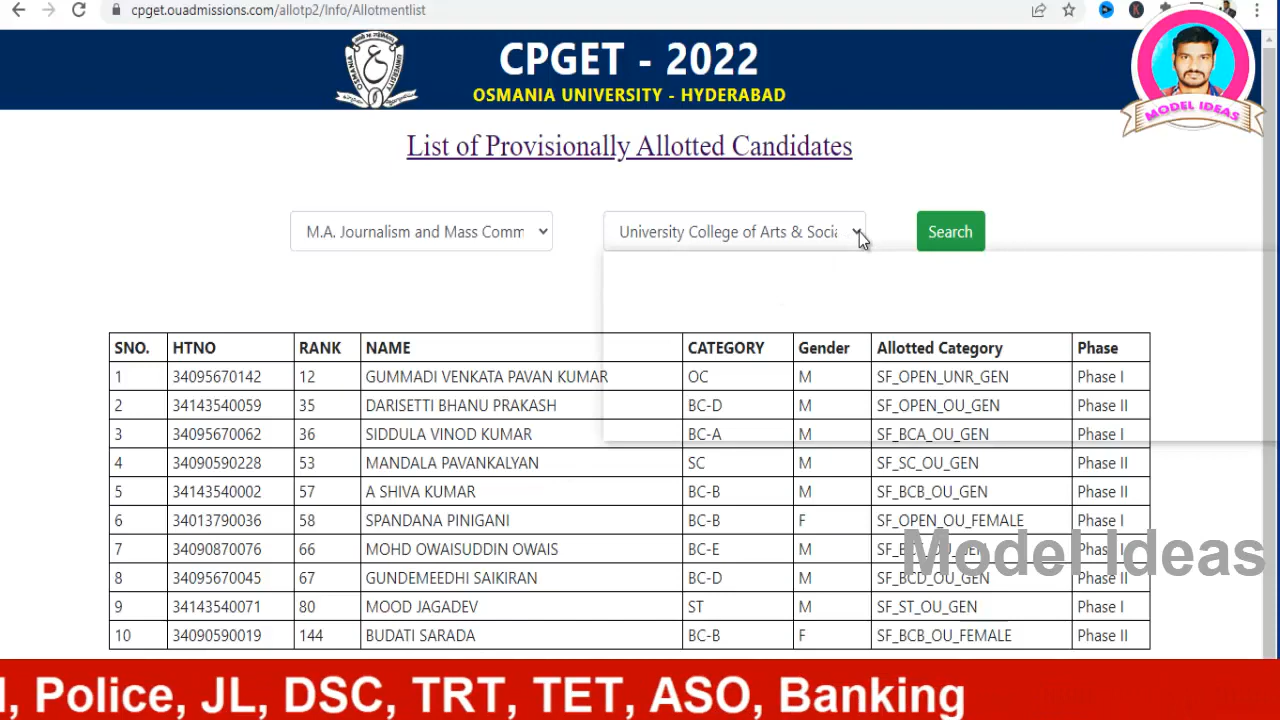 cpget.ouadmissions.com/allotp2/Info/Allotmentlist
CPGET - 2022
OSMANIA UNIVERSITY - HYDERABAD
MODEL IDEAS
List of Provisionally Allotted Candidates
M.A. Journalism and Mass Comm
University College of Arts & Socia
Search
SNO. HTNO RANK NAME CATEGORY Gender Allotted Category Phase
1 34095670142 12 GUMMADI VENKATA PAVAN KUMAR OC M SF_OPEN_UNR_GEN Phase I
2 34143540059 35 DARISETTI BHANU PRAKASH BC-D M SF_OPEN_OU_GEN Phase II
3 34095670062 36 SIDDULA VINOD KUMAR BC-A M SF_BCA_OU_GEN Phase I
4 34090590228 53 MANDALA PAVANKALYAN SC M SF_SC_OU_GEN Phase II
5 34143540002 57 A SHIVA KUMAR BC-B M SF_BCB_OU_GEN Phase II
6 34013790036 58 SPANDANA PINIGANI BC-B F SF_OPEN_OU_FEMALE Phase I
7 34090870076 66 MOHD OWAISUDDIN OWAIS BC-E M Phase I
8 34095670045 67 GUNDEMEEDHI SAIKIRAN BC-D M SF_BCD_OU_GEN Phase II
9 34143540071 80 MOOD JAGADEV ST M SF_ST_OU_GEN Phase I
10 34090590019 144 BUDATI SARADA BC-B F SF_BCB_OU_FEMALE Phase II
Model Ideas
, Police, JL, DSC, TRT, TET, ASO, Banking